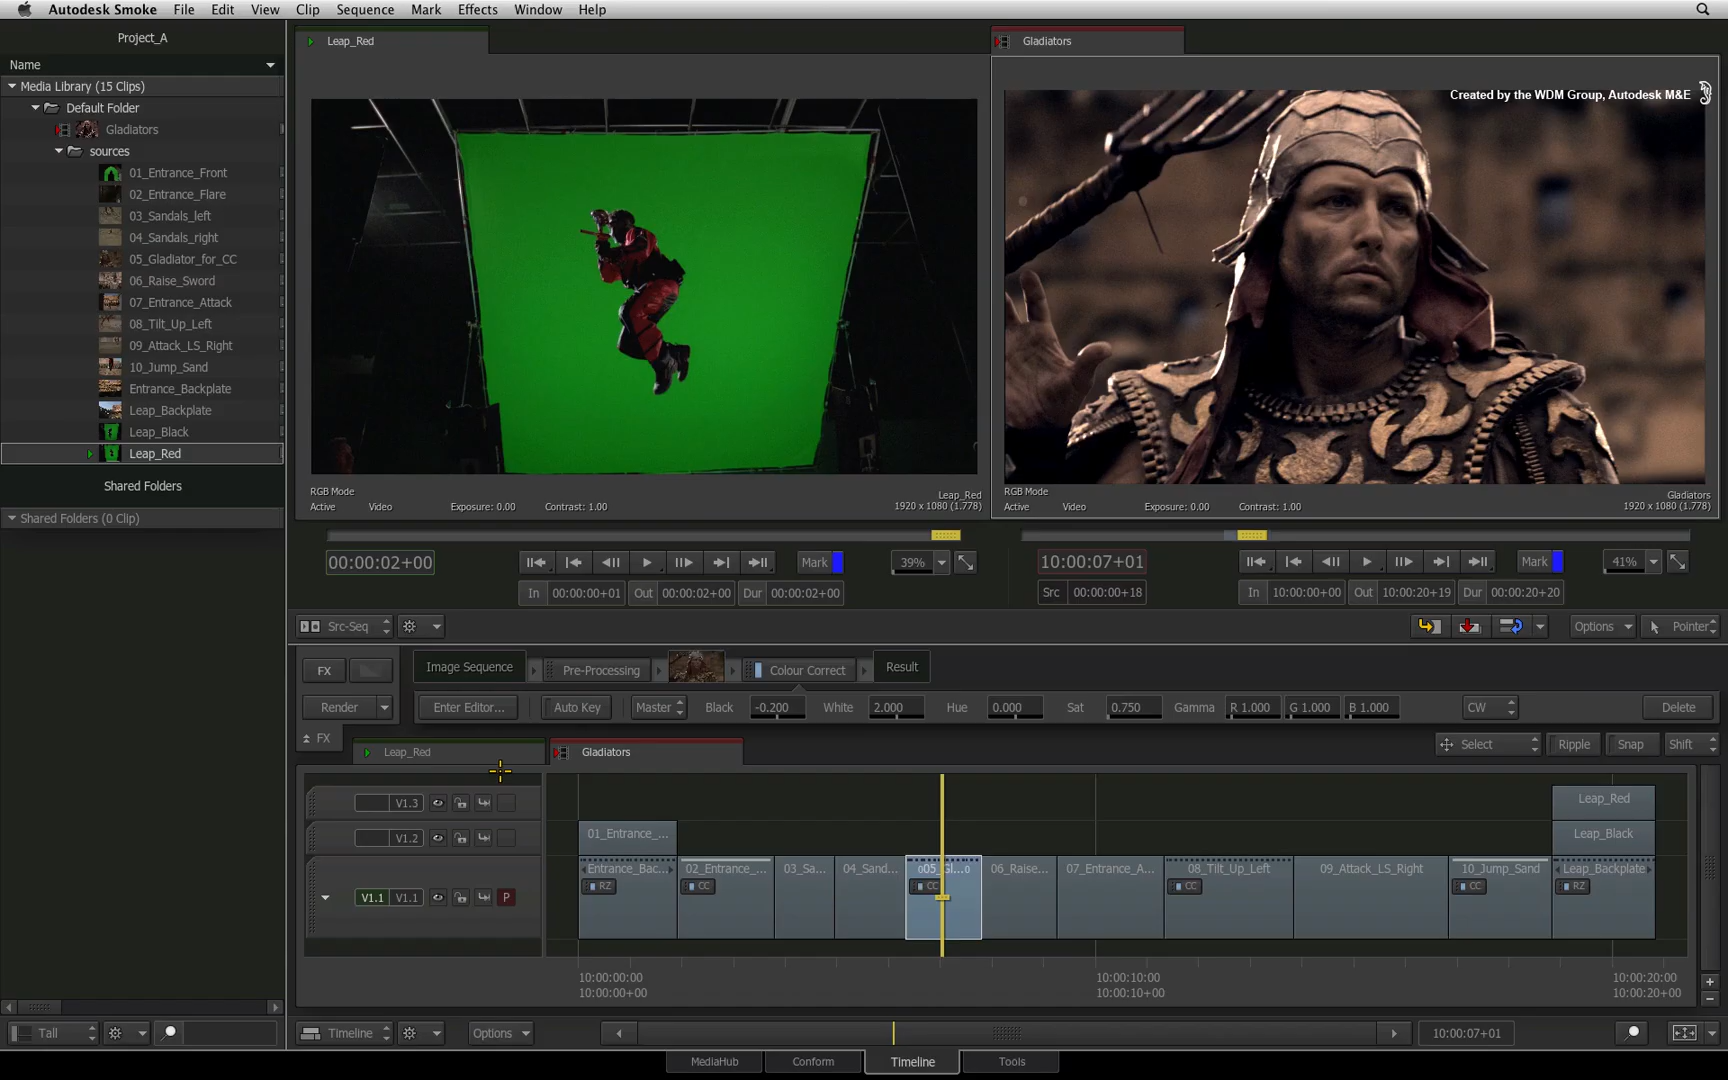 Autodesk Smoke File Edit View Clip Sequence Mark Effects Window Help
Project_A
Name
Media Library (15 Clips)
Default Folder
Gladiators
sources
01_Entrance_Front
02_Entrance_Flare
03_Sandals_left
04_Sandals_right
05_Gladiator_for_CC
06_Raise_Sword
07_Entrance_Attack
08_Tilt_Up_Left
09_Attack_LS_Right
10_Jump_Sand
Entrance_Backplate
Leap_Backplate
Leap_Black
Leap_Red
Shared Folders
Shared Folders (0 Clip)
Tall
Leap_Red
RGB Mode
Active Video Exposure: 0.00 Contrast: 1.00
Leap_Red
1920 x 1080 (1.778)
00:00:02+00 Mark 39%
In 00:00:00+01 Out 00:00:02+00 Dur 00:00:02+00
Gladiators
Created by the WDM Group, Autodesk M&E
RGB Mode
Active Video Exposure: 0.00 Contrast: 1.00
Gladiators
1920 x 1080 (1.778)
10:00:07+01 Mark 41%
Src 00:00:00+18 In 10:00:00+00 Out 10:00:20+19 Dur 00:00:20+20
Src-Seq Options Pointer
FX Image Sequence Pre-Processing Colour Correct Result
Render Enter Editor... Auto Key Master Black -0.200 White 2.000 Hue 0.000 Sat 0.750 Gamma R 1.000 G 1.000 B 1.000 CW Delete
FX Leap_Red Gladiators Select Ripple Snap Shift
V1.3 Leap_Red
V1.2 01_Entrance_... Leap_Black
Entrance_Bac... 02_Entrance_... 03_Sa... 04_Sand... 06_Raise... 07_Entrance_A... 08_Tilt_Up_Left 09_Attack_LS_Right 10_Jump_Sand Leap_Backplate
RZ CC CC CC CC RZ
V1.1 V1.1 P
10:00:00:00 10:00:10:00 10:00:20:00
10:00:00+00 10:00:10+00 10:00:20+00
Timeline Options 10:00:07+01
MediaHub Conform Timeline Tools